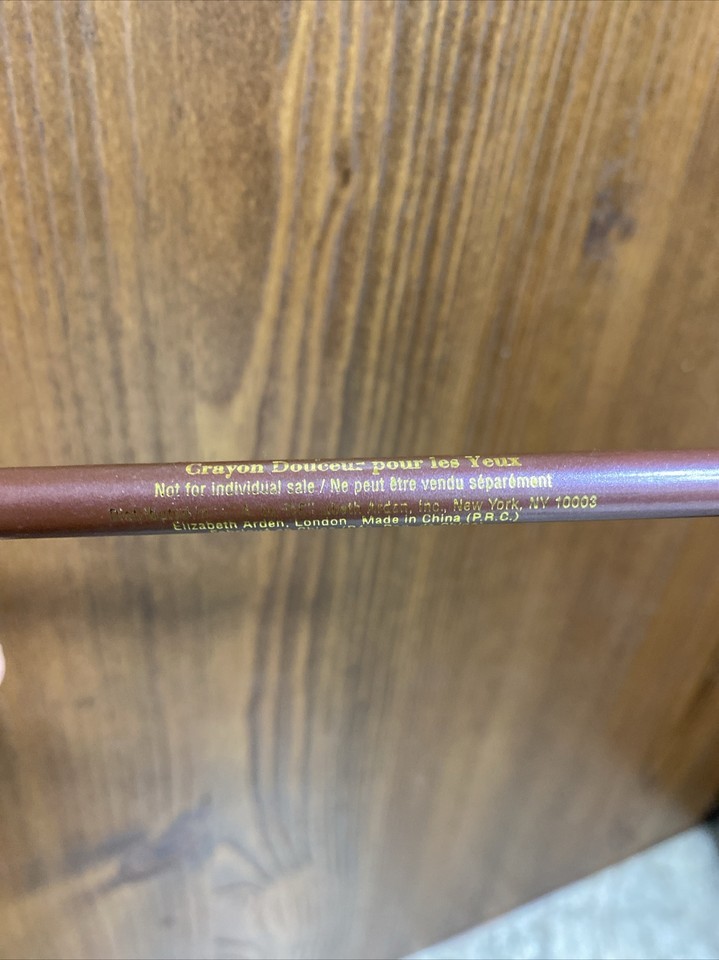 Crayon Douceur pour les Yeux
Not for individual sale / Ne peut être vendu séparément
Arden, Inc., New York, NY 10003
Elizabeth Arden, London Made in China (P.R.C.)